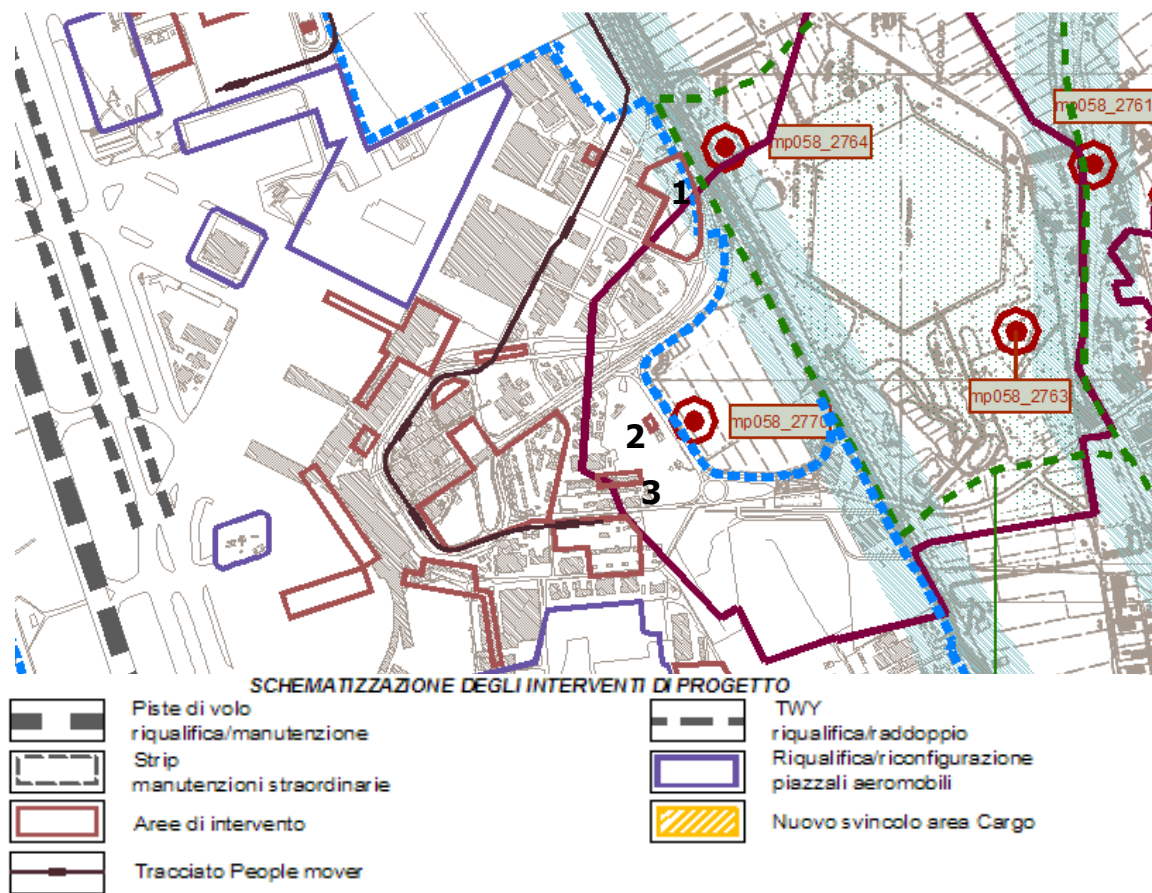 mp058_2761
mp058_2764
1
mp058_2763
mp058_2770
2
3
SCHEMATIZZAZIONE DEGLI INTERVENTI DI PROGETTO
Piste di volo
riqualifica/manutenzione
TWY
riqualifica/raddoppio
Strip
manutenzioni straordinarie
Riqualifica/riconfigurazione
piazzali aeromobili
Aree di intervento
Nuovo svincolo area Cargo
Tracciato People mover